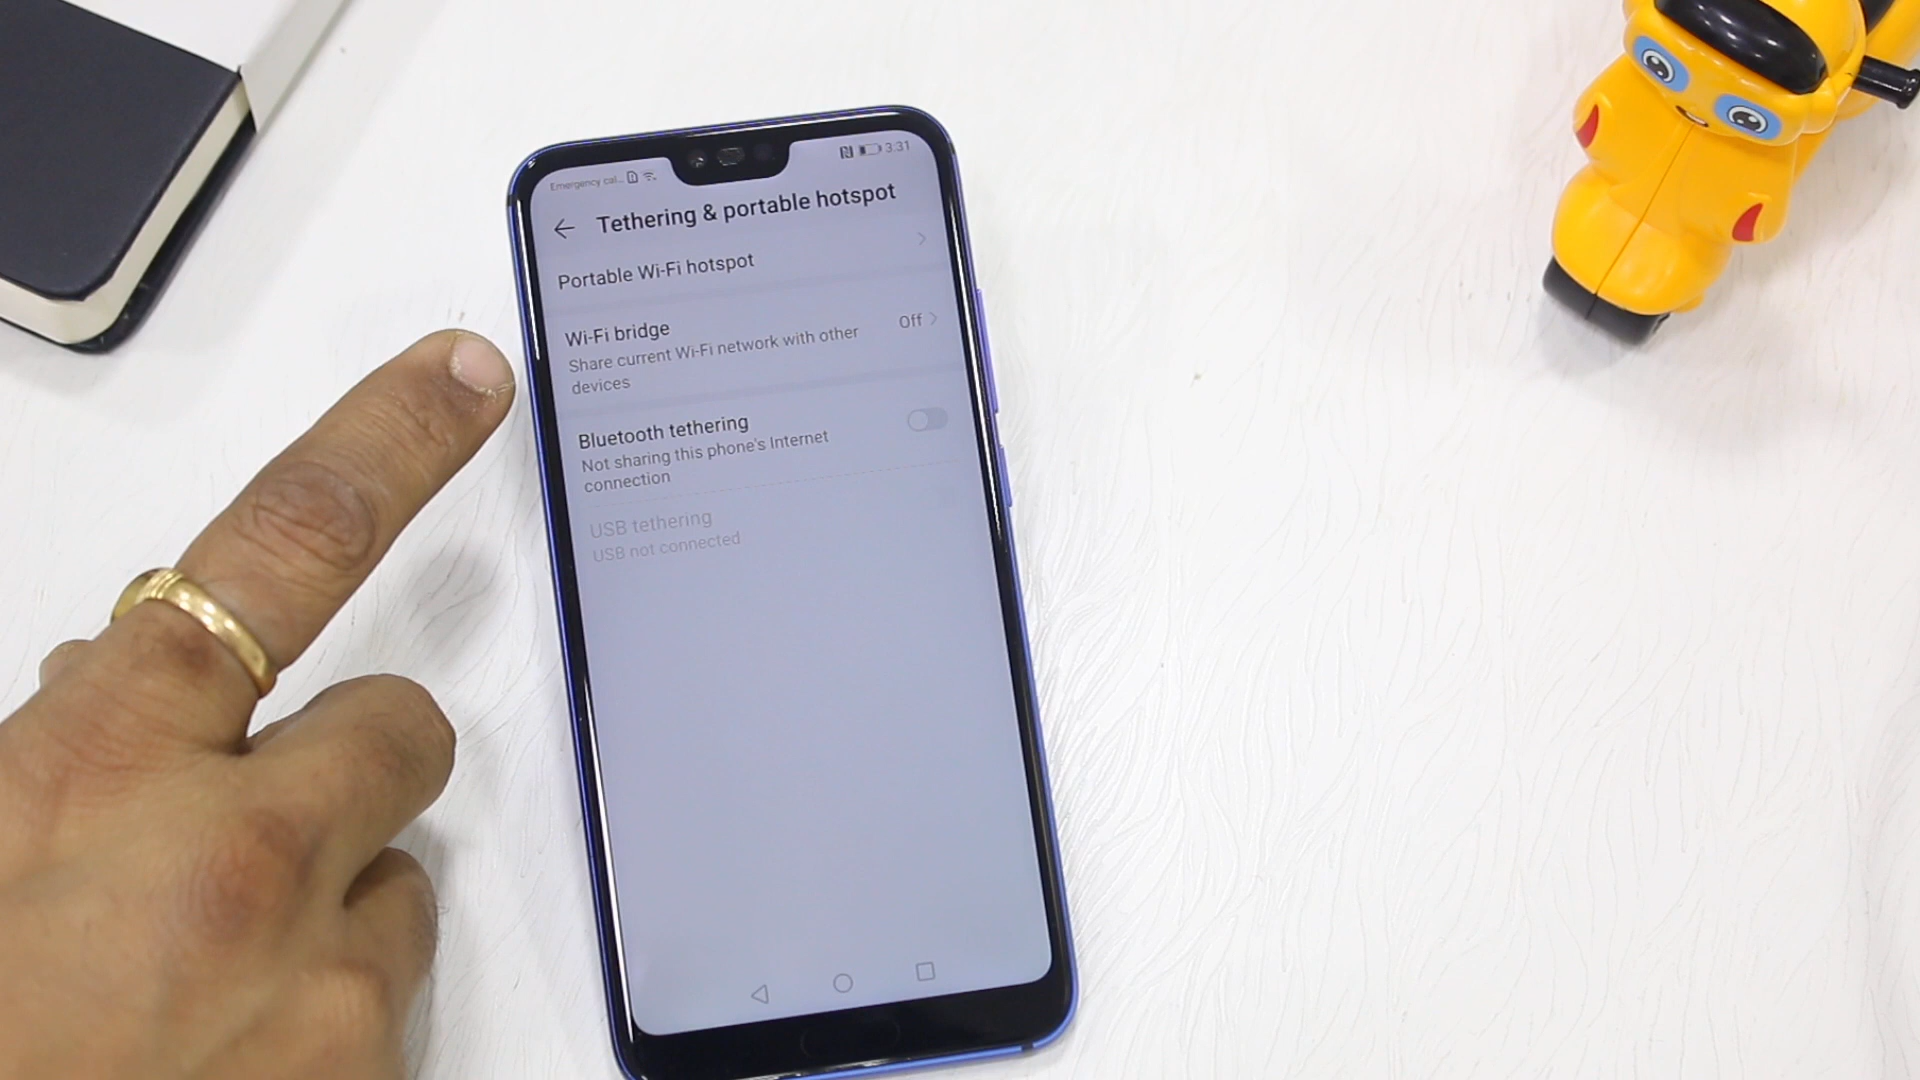 Emergency cal... 3:31
Tethering & portable hotspot
Portable Wi-Fi hotspot
Wi-Fi bridge
Off
Share current Wi-Fi network with other
devices
Bluetooth tethering
Not sharing this phone's Internet
connection
USB tethering
USB not connected